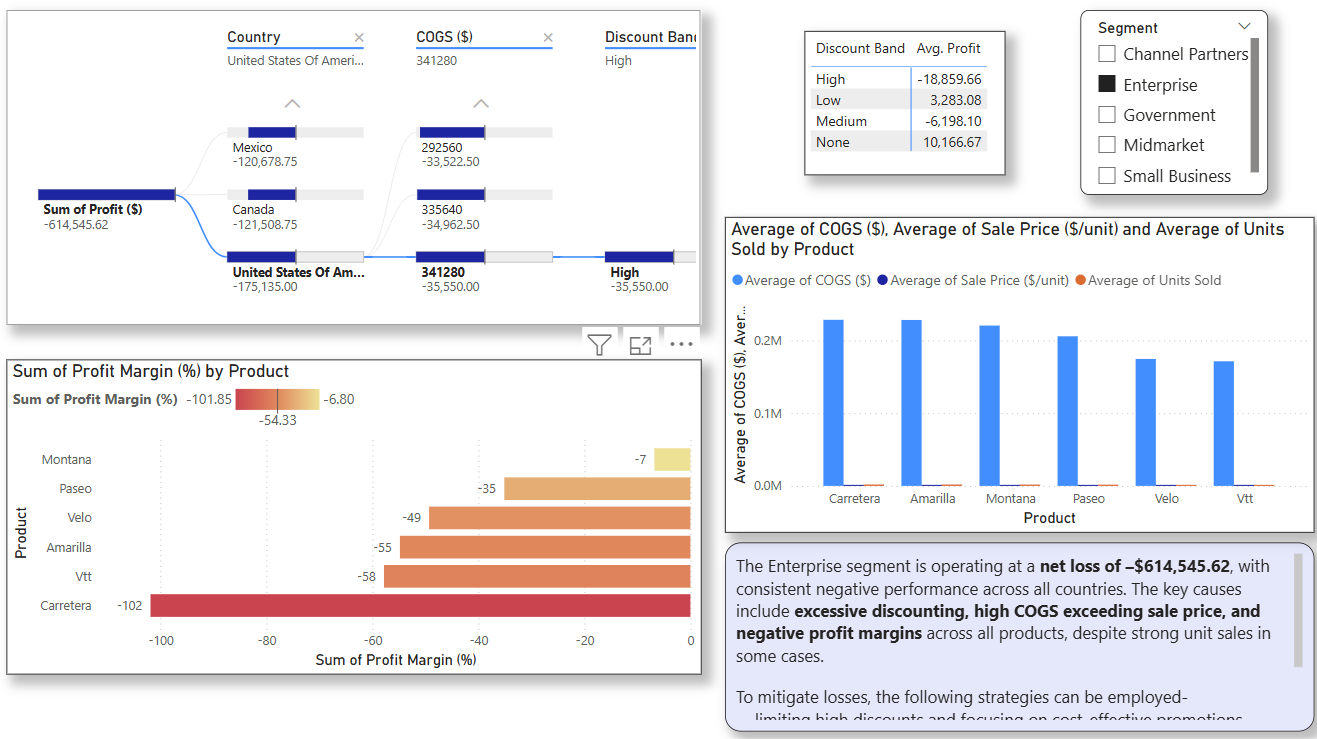 Country
United States Of Ameri...
COGS ($)
341280
Discount Ban
High
Mexico
-120,678.75
292560
-33,522.50
Sum of Profit ($)
-614,545.62
Canada
-121,508.75
335640
-34,962.50
United States Of Am...
-175,135.00
341280
-35,550.00
High
-35,550.00
Discount Band Avg. Profit
High -18,859.66
Low 3,283.08
Medium -6,198.10
None 10,166.67
Segment
Channel Partners
Enterprise
Government
Midmarket
Small Business
Sum of Profit Margin (%) by Product
Sum of Profit Margin (%) -101.85 -6.80
-54.33
Product
Montana -7
Paseo -35
Velo -49
Amarilla -55
Vtt -58
Carretera -102
-100 -80 -60 -40 -20 0
Sum of Profit Margin (%)
Average of COGS ($), Average of Sale Price ($/unit) and Average of Units
Sold by Product
Average of COGS ($) Average of Sale Price ($/unit) Average of Units Sold
Average of COGS ($), Aver...
0.2M
0.1M
0.0M
Carretera Amarilla Montana Paseo Velo Vtt
Product
The Enterprise segment is operating at a net loss of –$614,545.62, with
consistent negative performance across all countries. The key causes
include excessive discounting, high COGS exceeding sale price, and
negative profit margins across all products, despite strong unit sales in
some cases.
To mitigate losses, the following strategies can be employed-
limiting high discounts and focusing on cost-effective promotions